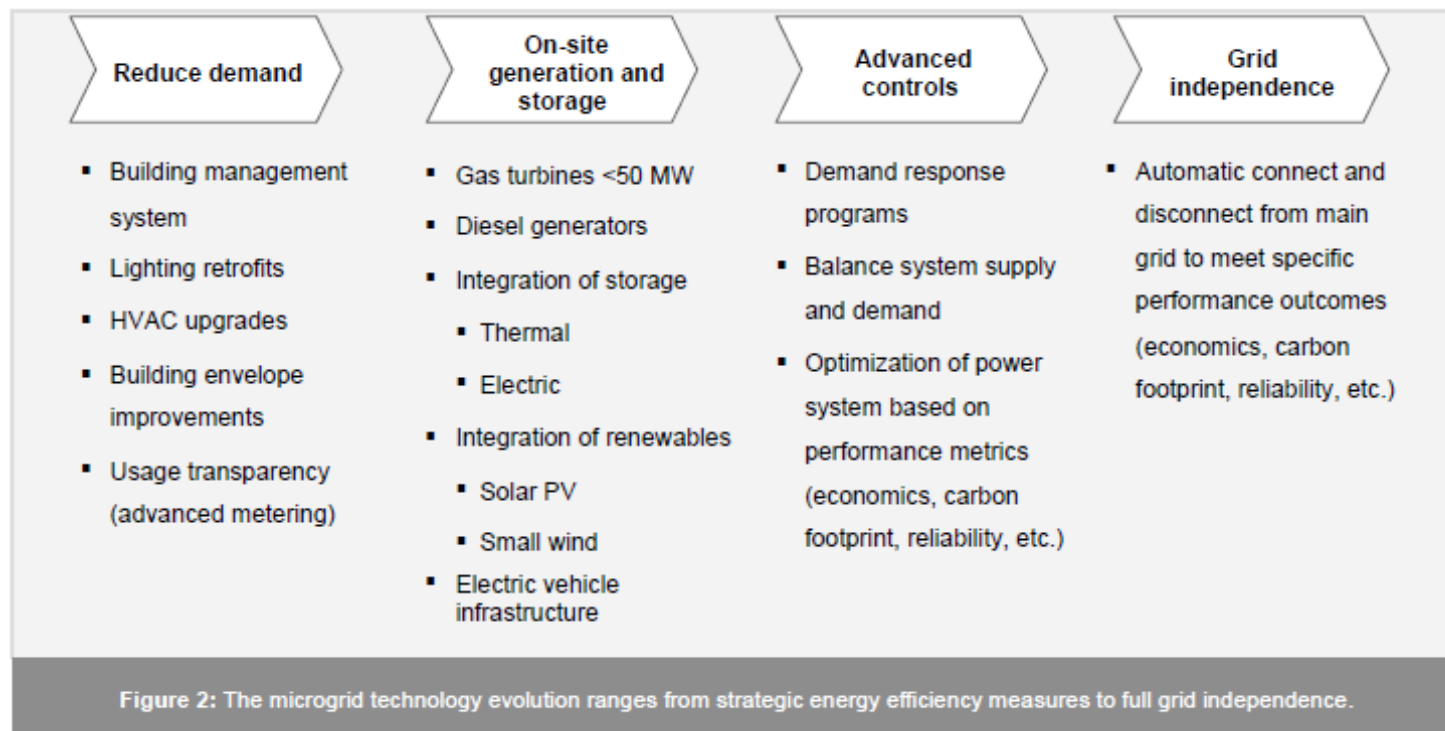 Reduce demand
▪ Building management
system
▪ Lighting retrofits
▪ HVAC upgrades
▪ Building envelope
improvements
▪ Usage transparency
(advanced metering)
On-site
generation and
storage
▪ Gas turbines <50 MW
▪ Diesel generators
▪ Integration of storage
▪ Thermal
▪ Electric
▪ Integration of renewables
▪ Solar PV
▪ Small wind
▪ Electric vehicle
infrastructure
Advanced
controls
▪ Demand response
programs
▪ Balance system supply
and demand
▪ Optimization of power
system based on
performance metrics
(economics, carbon
footprint, reliability, etc.)
Grid
independence
▪ Automatic connect and
disconnect from main
grid to meet specific
performance outcomes
(economics, carbon
footprint, reliability, etc.)
Figure 2: The microgrid technology evolution ranges from strategic energy efficiency measures to full grid independence.